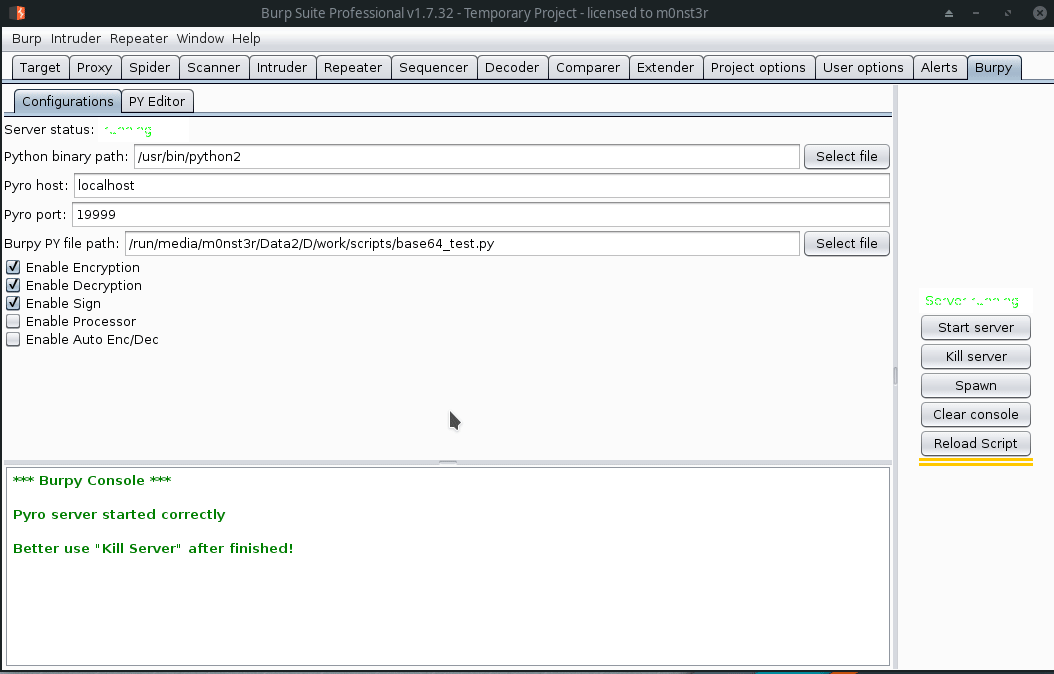 Burp Suite Professional v1.7.32 - Temporary Project - licensed to m0nst3r
Burp Intruder Repeater Window Help
Target Proxy Spider Scanner Intruder Repeater Sequencer Decoder Comparer Extender Project options User options Alerts Burpy
Configurations PY Editor
Server status: running
Python binary path: /usr/bin/python2 Select file
Pyro host: localhost
Pyro port: 19999
Burpy PY file path: /run/media/m0nst3r/Data2/D/work/scripts/base64_test.py Select file
Enable Encryption
Enable Decryption
Enable Sign
Enable Processor
Enable Auto Enc/Dec
Server running
Start server
Kill server
Spawn
Clear console
Reload Script
*** Burpy Console ***
Pyro server started correctly
Better use "Kill Server" after finished!